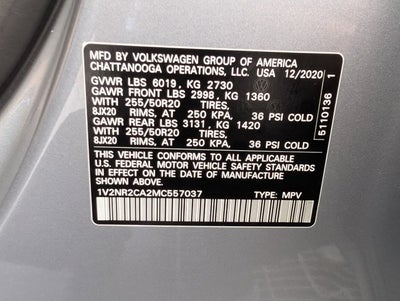 MFD. BY VOLKSWAGEN GROUP OF AMERICA
CHATTANOOGA OPERATIONS, LLC. USA 12/2020
GVWR LBS 6019, KG 2730
GAWR FRONT LBS 2998, KG 1360
WITH 255/50R20 TIRES,
8JX20 RIMS, AT 250 KPA, 36 PSI COLD
GAWR REAR LBS 3131, KG 1420
WITH 255/50R20 TIRES,
8JX20 RIMS, AT 250 KPA, 36 PSI COLD
THIS VEHICLE CONFORMS TO ALL APPLICABLE
U.S. FEDERAL MOTOR VEHICLE SAFETY STANDARDS
IN EFFECT ON THE DATE OF MANUFACTURE
SHOWN ABOVE.
1V2NR2CA2MC557037 TYPE: MPV
5110136 1